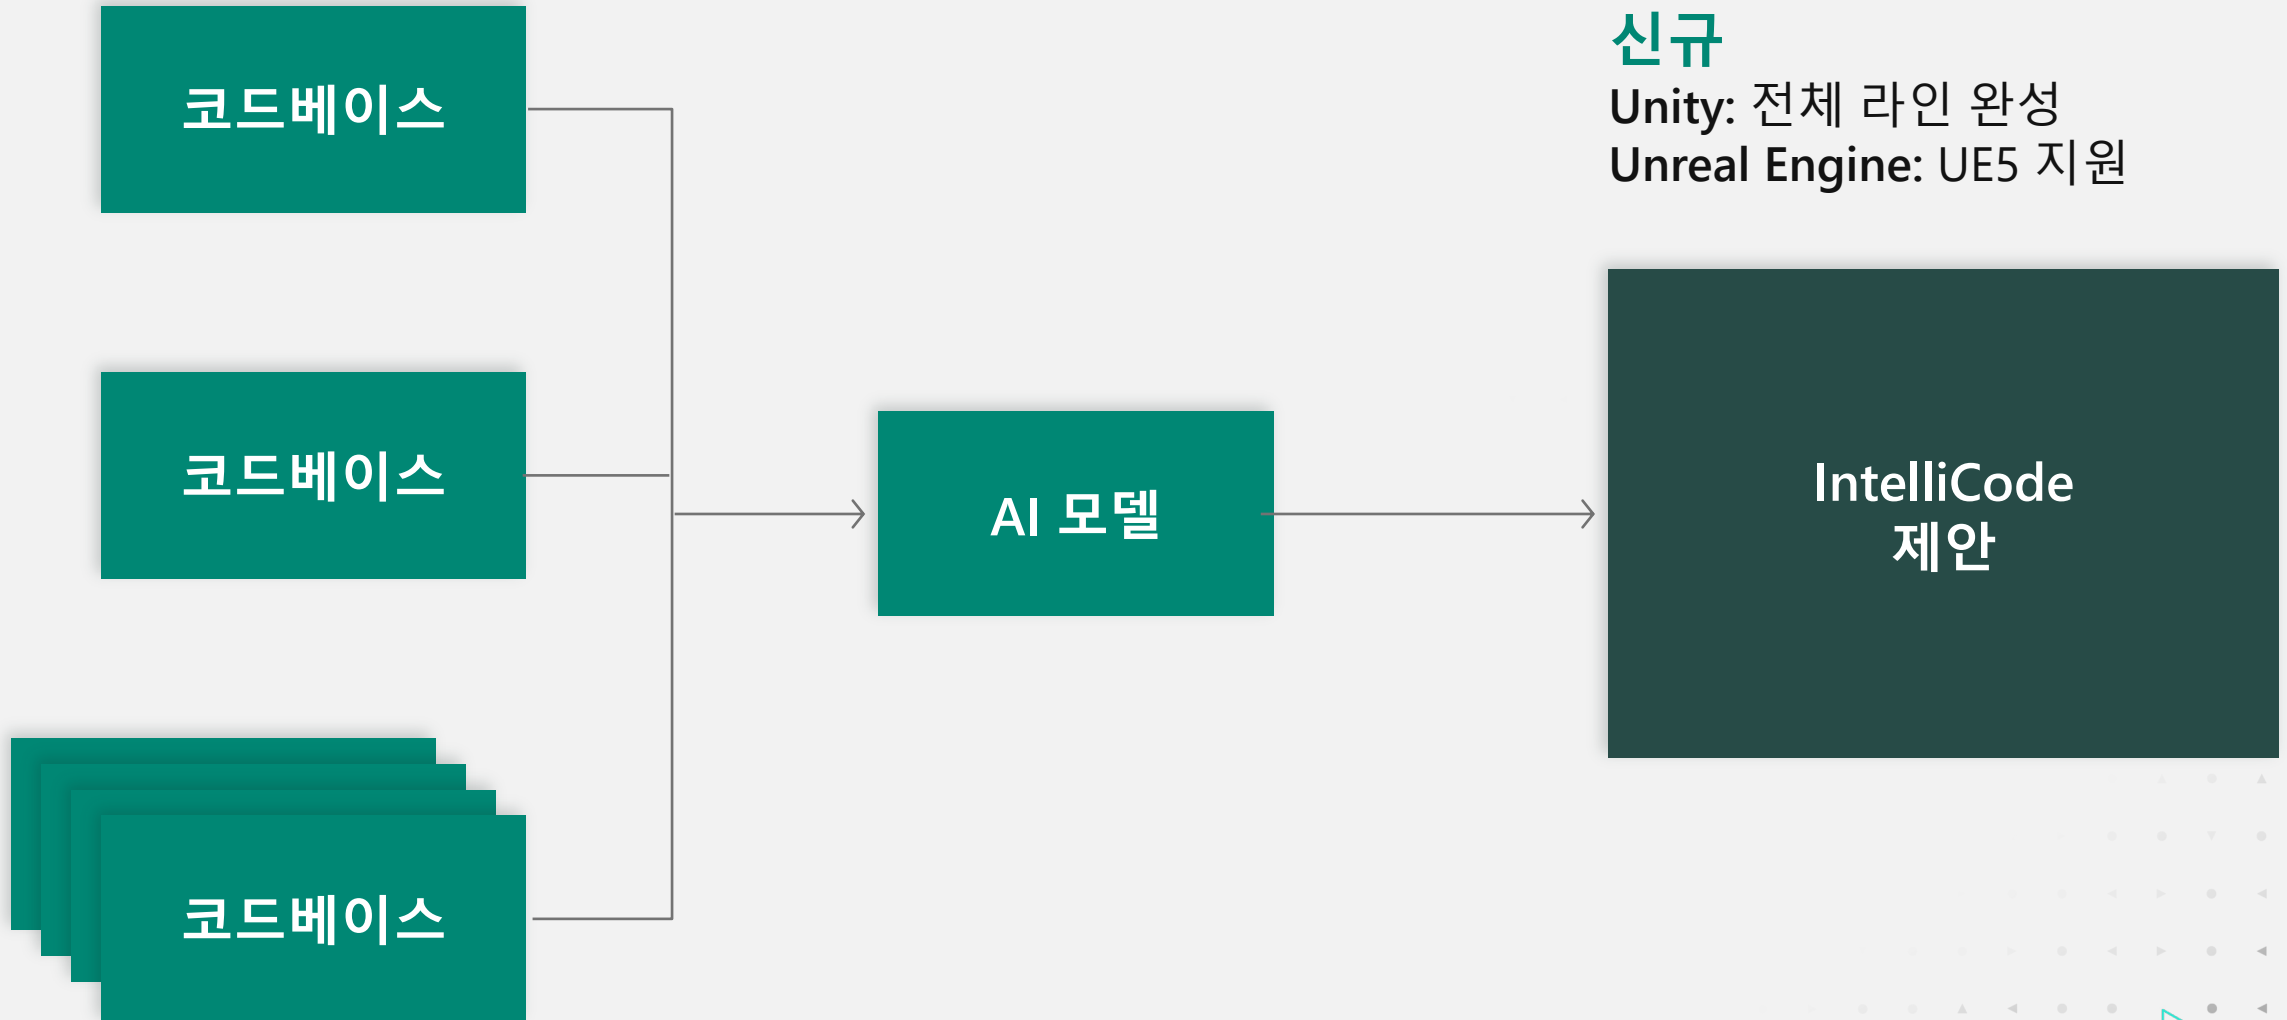 코드베이스
코드베이스
코드베이스
AI 모델
신규
Unity: 전체 라인 완성
Unreal Engine: UE5 지원
IntelliCode
제안